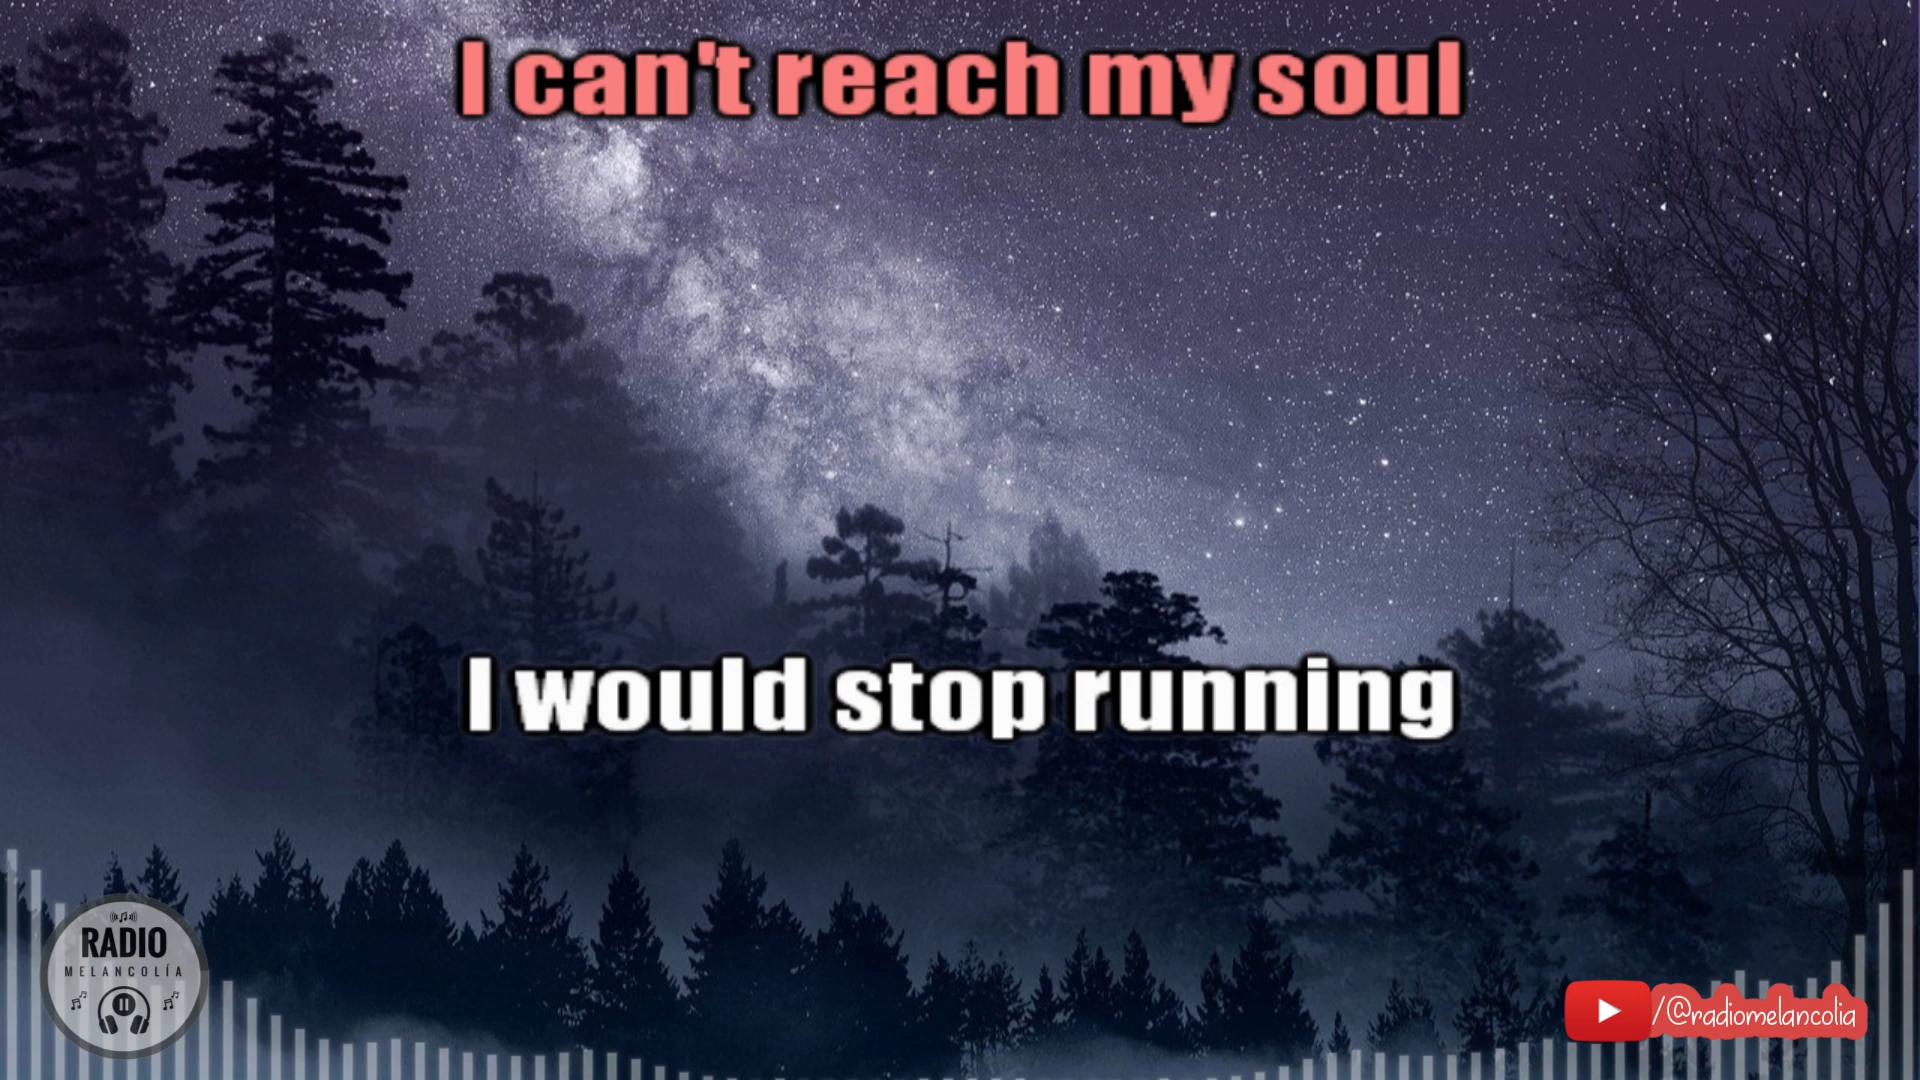 I can't reach my soul
I would stop running
RADIO
MELANCOLÍA
/@radiomelancolia